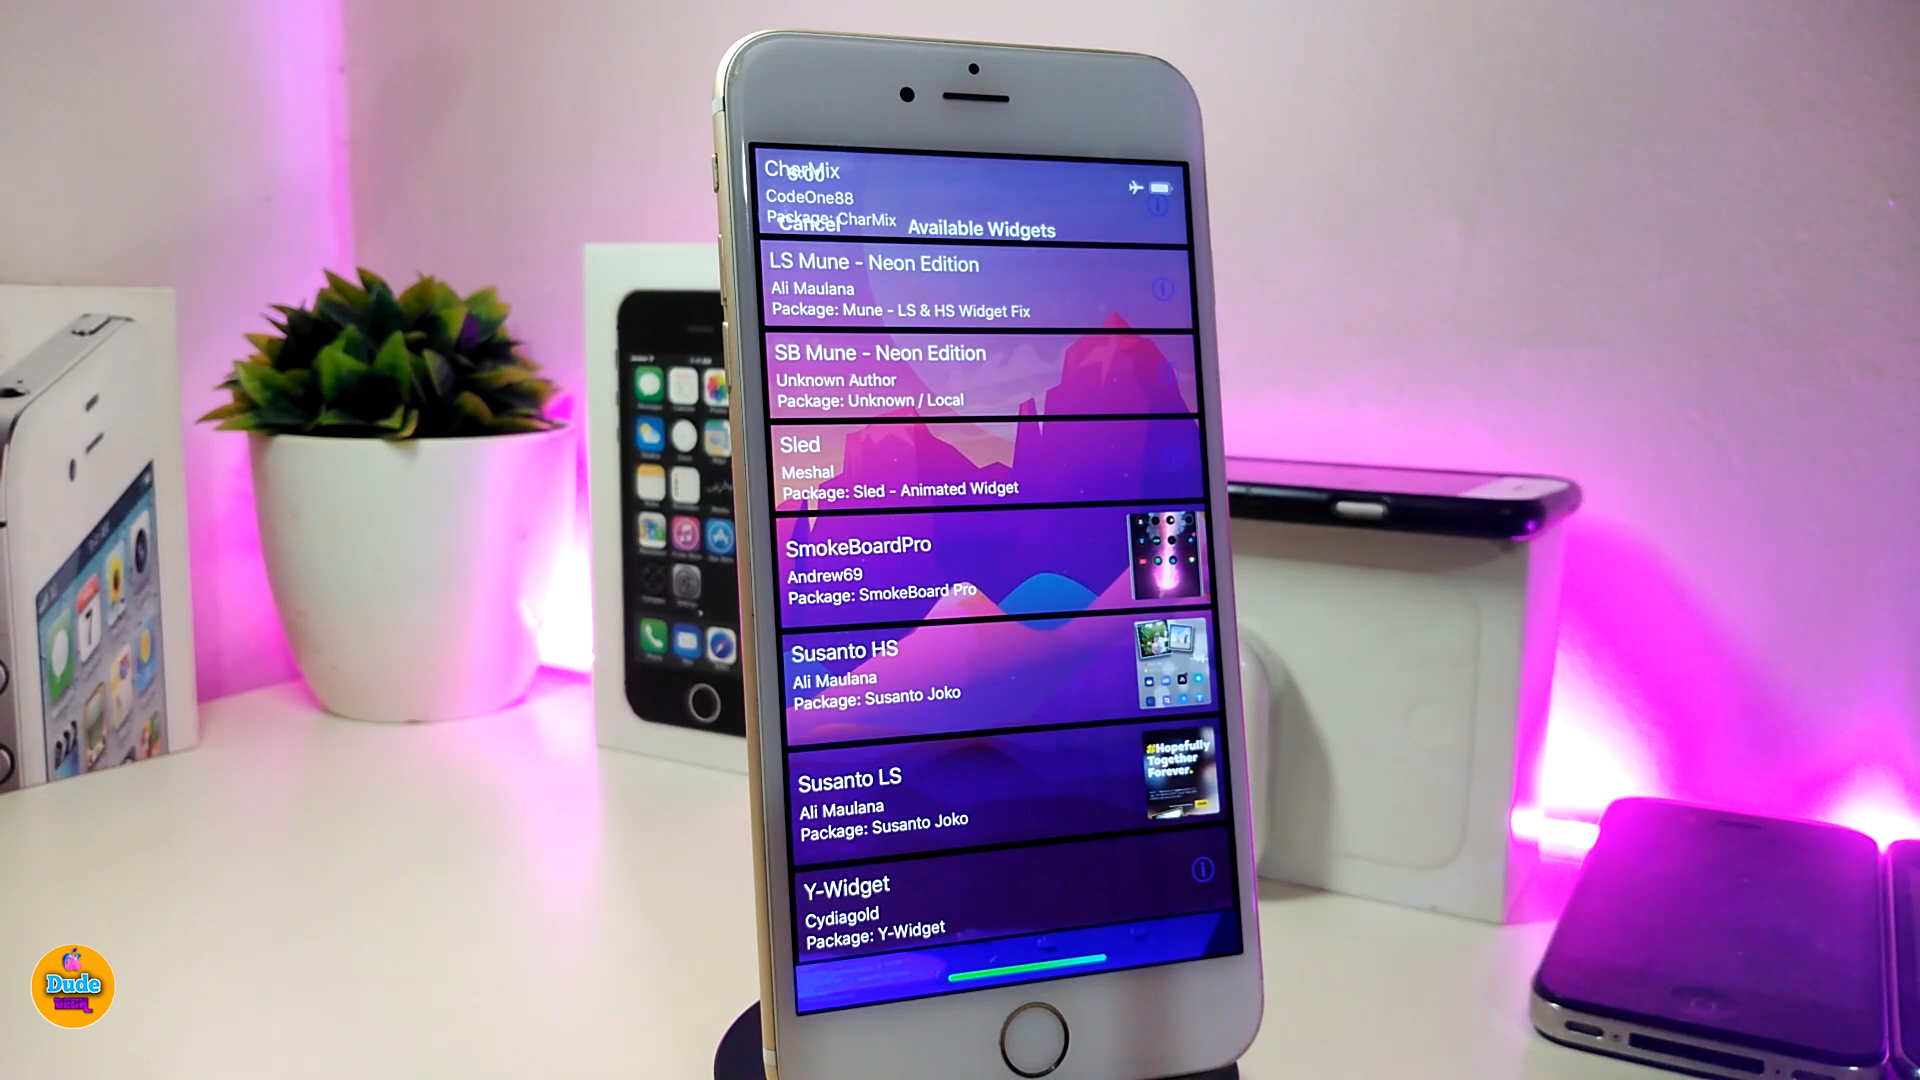 CharMix
6:00
CodeOne88
Package: CharMix
Cancel
Available Widgets
LS Mune - Neon Edition
Ali Maulana
Package: Mune - LS & HS Widget Fix
SB Mune - Neon Edition
Unknown Author
Package: Unknown / Local
Sled
Meshal
Package: Sled - Animated Widget
SmokeBoardPro
Andrew69
Package: SmokeBoard Pro
Susanto HS
Ali Maulana
Package: Susanto Joko
#Hopefully
Together
Forever.
Susanto LS
Ali Maulana
Package: Susanto Joko
Y-Widget
Cydiagold
Package: Y-Widget
7
Dude